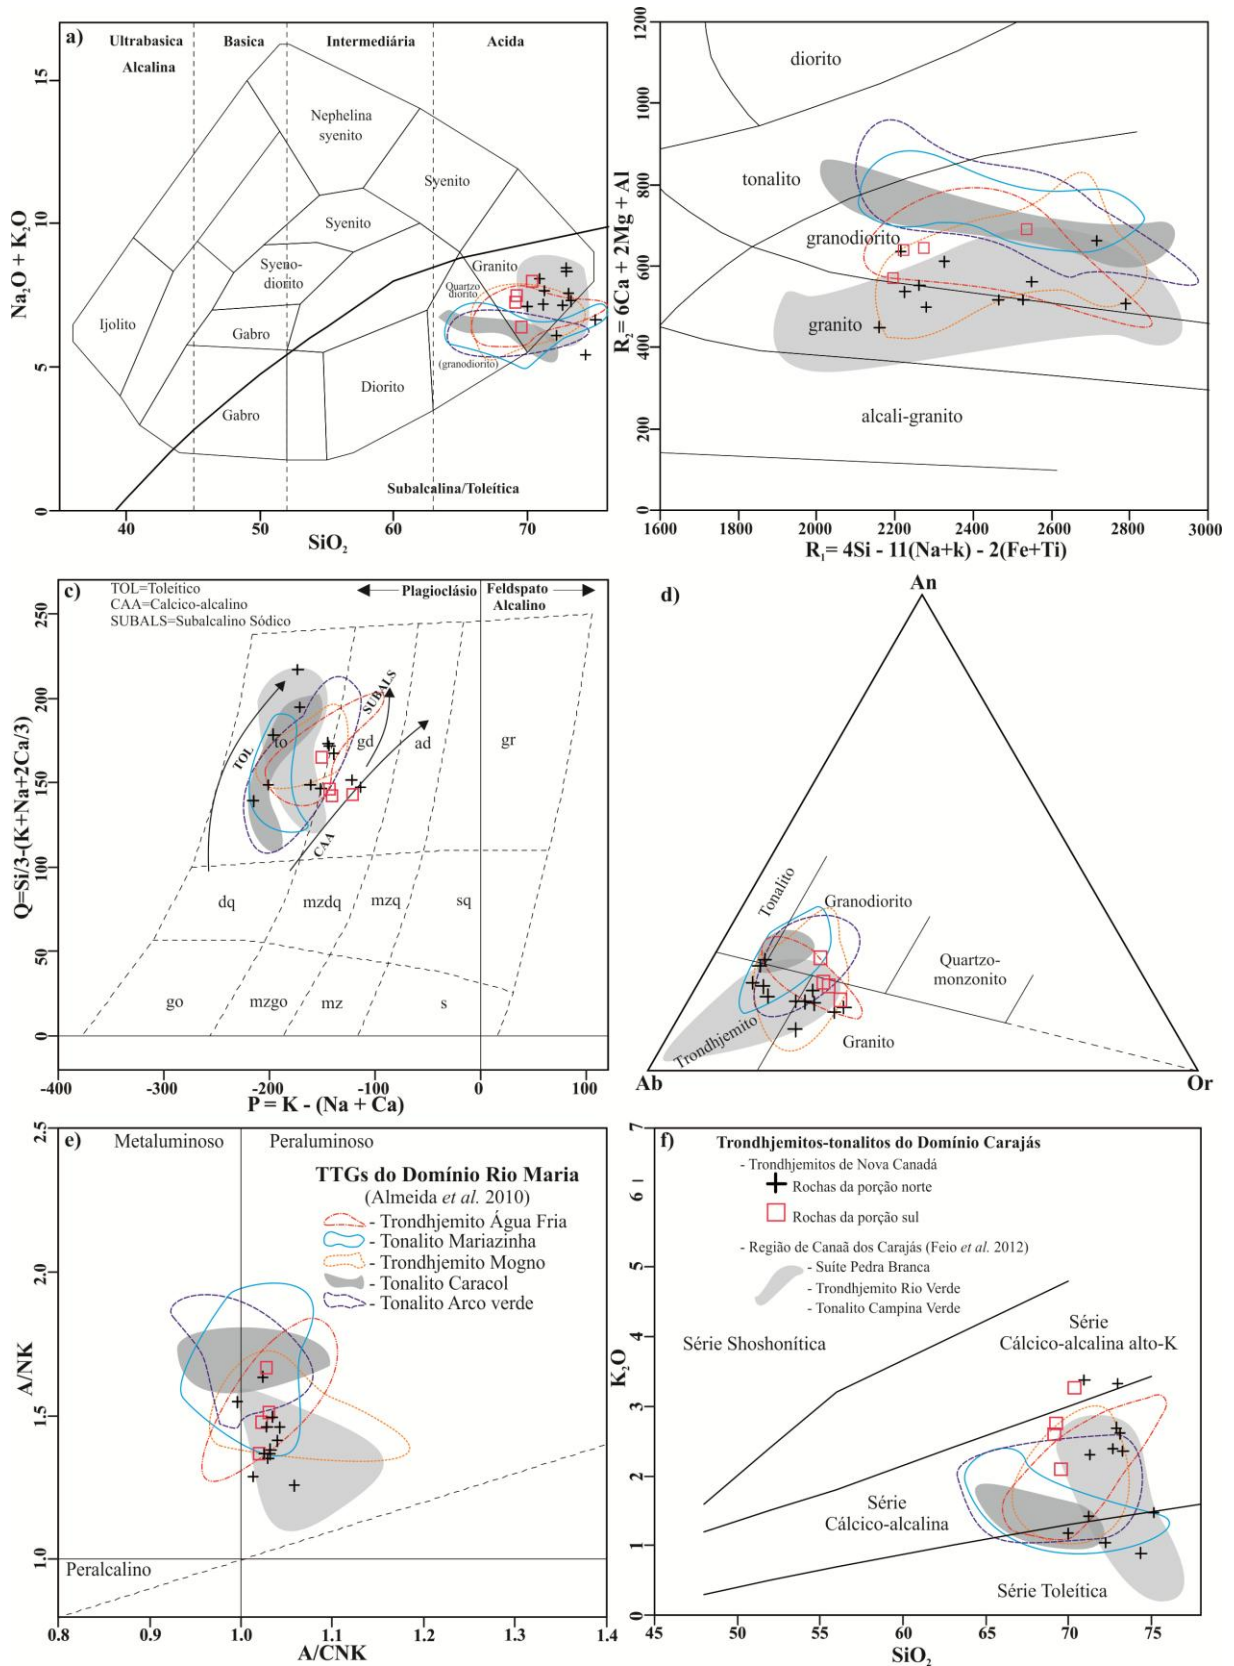 a)
Ultrabasica
Basica
Intermediária
Acida
Alcalina
Nephelina
syenito
Syenito
Syenito
Syeno-
diorito
Granito
Quartzo
diorito
Ijolito
Gabro
(granodiorito)
Diorito
Gabro
Subalcalina/Toleítica
Na₂O + K₂O
0
5
10
15
40
50
60
70
SiO₂
diorito
tonalito
granodiorito
granito
alcali-granito
R₂= 6Ca + 2Mg + Al
0
200
400
600
800
1000
1200
1600
1800
2000
2200
2400
2600
2800
3000
R₁= 4Si - 11(Na+k) - 2(Fe+Ti)
c)
TOL=Toleítico
CAA=Calcico-alcalino
SUBALS=Subalcalino Sódico
Plagioclásio
Feldspato
Alcalino
TOL
SUBALS
CAA
to
gd
ad
gr
dq
mzdq
mzq
sq
go
mzgo
mz
s
Q=Si/3-(K+Na+2Ca/3)
0
50
100
150
200
250
-400
-300
-200
-100
0
100
P = K - (Na + Ca)
d)
An
Tonalito
Granodiorito
Quartzo-
monzonito
Trondhjemito
Granito
Ab
Or
e)
Metaluminoso
Peraluminoso
TTGs do Domínio Rio Maria
(Almeida et al. 2010)
- Trondhjemito Água Fria
- Tonalito Mariazinha
- Trondhjemito Mogno
- Tonalito Caracol
- Tonalito Arco verde
Peralcalino
A/NK
1.0
1.5
2.0
2.5
0.8
0.9
1.0
1.1
1.2
1.3
1.4
A/CNK
f)
Trondhjemitos-tonalitos do Domínio Carajás
- Trondhjemitos de Nova Canadá
Rochas da porção norte
Rochas da porção sul
- Região de Canaã dos Carajás (Feio et al. 2012)
- Suíte Pedra Branca
- Trondhjemito Rio Verde
- Tonalito Campina Verde
Série Shoshonítica
Série
Cálcico-alcalina alto-K
Série
Cálcico-alcalina
Série Toleítica
K₂O
0
1
2
3
4
5
6
7
45
50
55
60
65
70
75
SiO₂